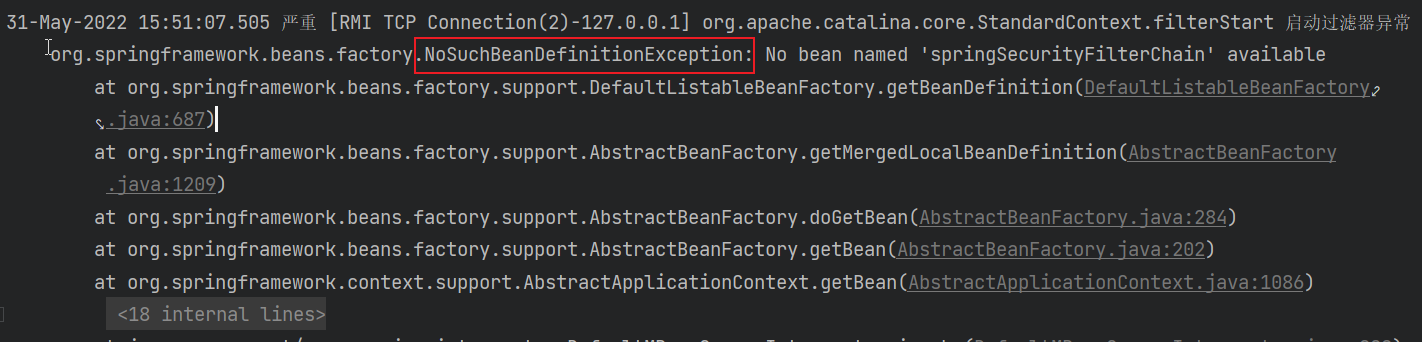 31-May-2022 15:51:07.505 严重 [RMI TCP Connection(2)-127.0.0.1] org.apache.catalina.core.StandardContext.filterStart 启动过滤器异常
org.springframework.beans.factory.NoSuchBeanDefinitionException: No bean named 'springSecurityFilterChain' available
at org.springframework.beans.factory.support.DefaultListableBeanFactory.getBeanDefinition(DefaultListableBeanFactory
.java:687)
at org.springframework.beans.factory.support.AbstractBeanFactory.getMergedLocalBeanDefinition(AbstractBeanFactory
.java:1209)
at org.springframework.beans.factory.support.AbstractBeanFactory.doGetBean(AbstractBeanFactory.java:284)
at org.springframework.beans.factory.support.AbstractBeanFactory.getBean(AbstractBeanFactory.java:202)
at org.springframework.context.support.AbstractApplicationContext.getBean(AbstractApplicationContext.java:1086)
<18 internal lines>